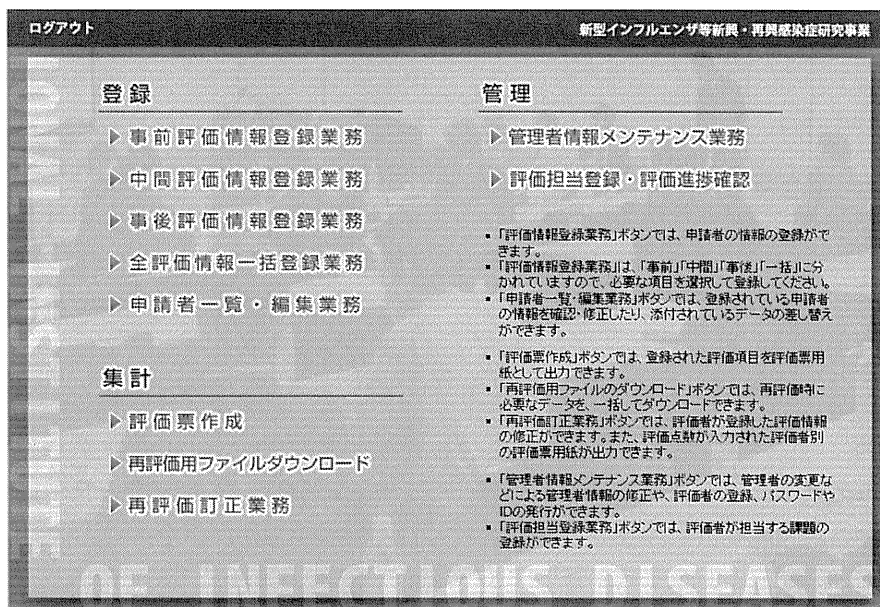 ログアウト
新型インフルエンザ等新興・再興感染症研究事業
登録
▶ 事前評価情報登録業務
▶ 中間評価情報登録業務
▶ 事後評価情報登録業務
▶ 全評価情報一括登録業務
▶ 申請者一覧・編集業務
集計
▶ 評価票作成
▶ 再評価用ファイルダウンロード
▶ 再評価訂正業務
管理
▶ 管理者情報メンテナンス業務
▶ 評価担当登録・評価進捗確認
▪ 「評価情報登録業務」ボタンでは、申請者の情報の登録がで
きます。
▪ 「評価情報登録業務」は、「事前」「中間」「事後」「一括」に分
かれていますので、必要な項目を選択して登録してください。
▪ 「申請者一覧・編集業務」ボタンでは、登録されている申請者
の情報を確認・修正したり、添付されているデータの差し替え
ができます。
▪ 「評価票作成」ボタンでは、登録された評価項目を評価票用
紙として出力できます。
▪ 「再評価用ファイルのダウンロード」ボタンでは、再評価時に
必要なデータを、一括してダウンロードできます。
▪ 「再評価訂正業務」ボタンでは、評価者が登録した評価情報
の修正ができます。また、評価点数が入力された評価者別
の評価票用紙が出力できます。
▪ 「管理者情報メンテナンス業務」ボタンでは、管理者の変更な
どによる管理者情報の修正や、評価者の登録、パスワードや
IDの発行ができます。
▪ 「評価担当登録業務」ボタンでは、評価者が担当する課題の
登録ができます。
OF INFECTIOUS DISEASES